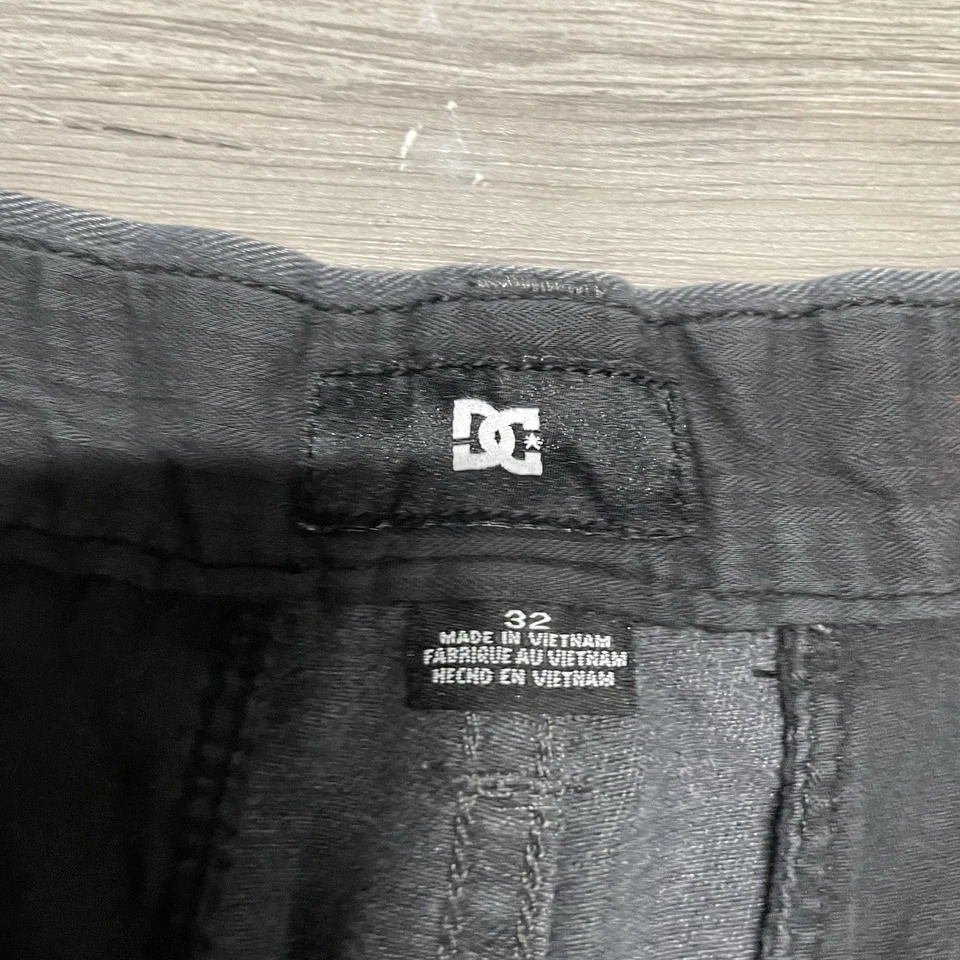 DC
32
MADE IN VIETNAM
FABRIQUE AU VIETNAM
HECHO EN VIETNAM